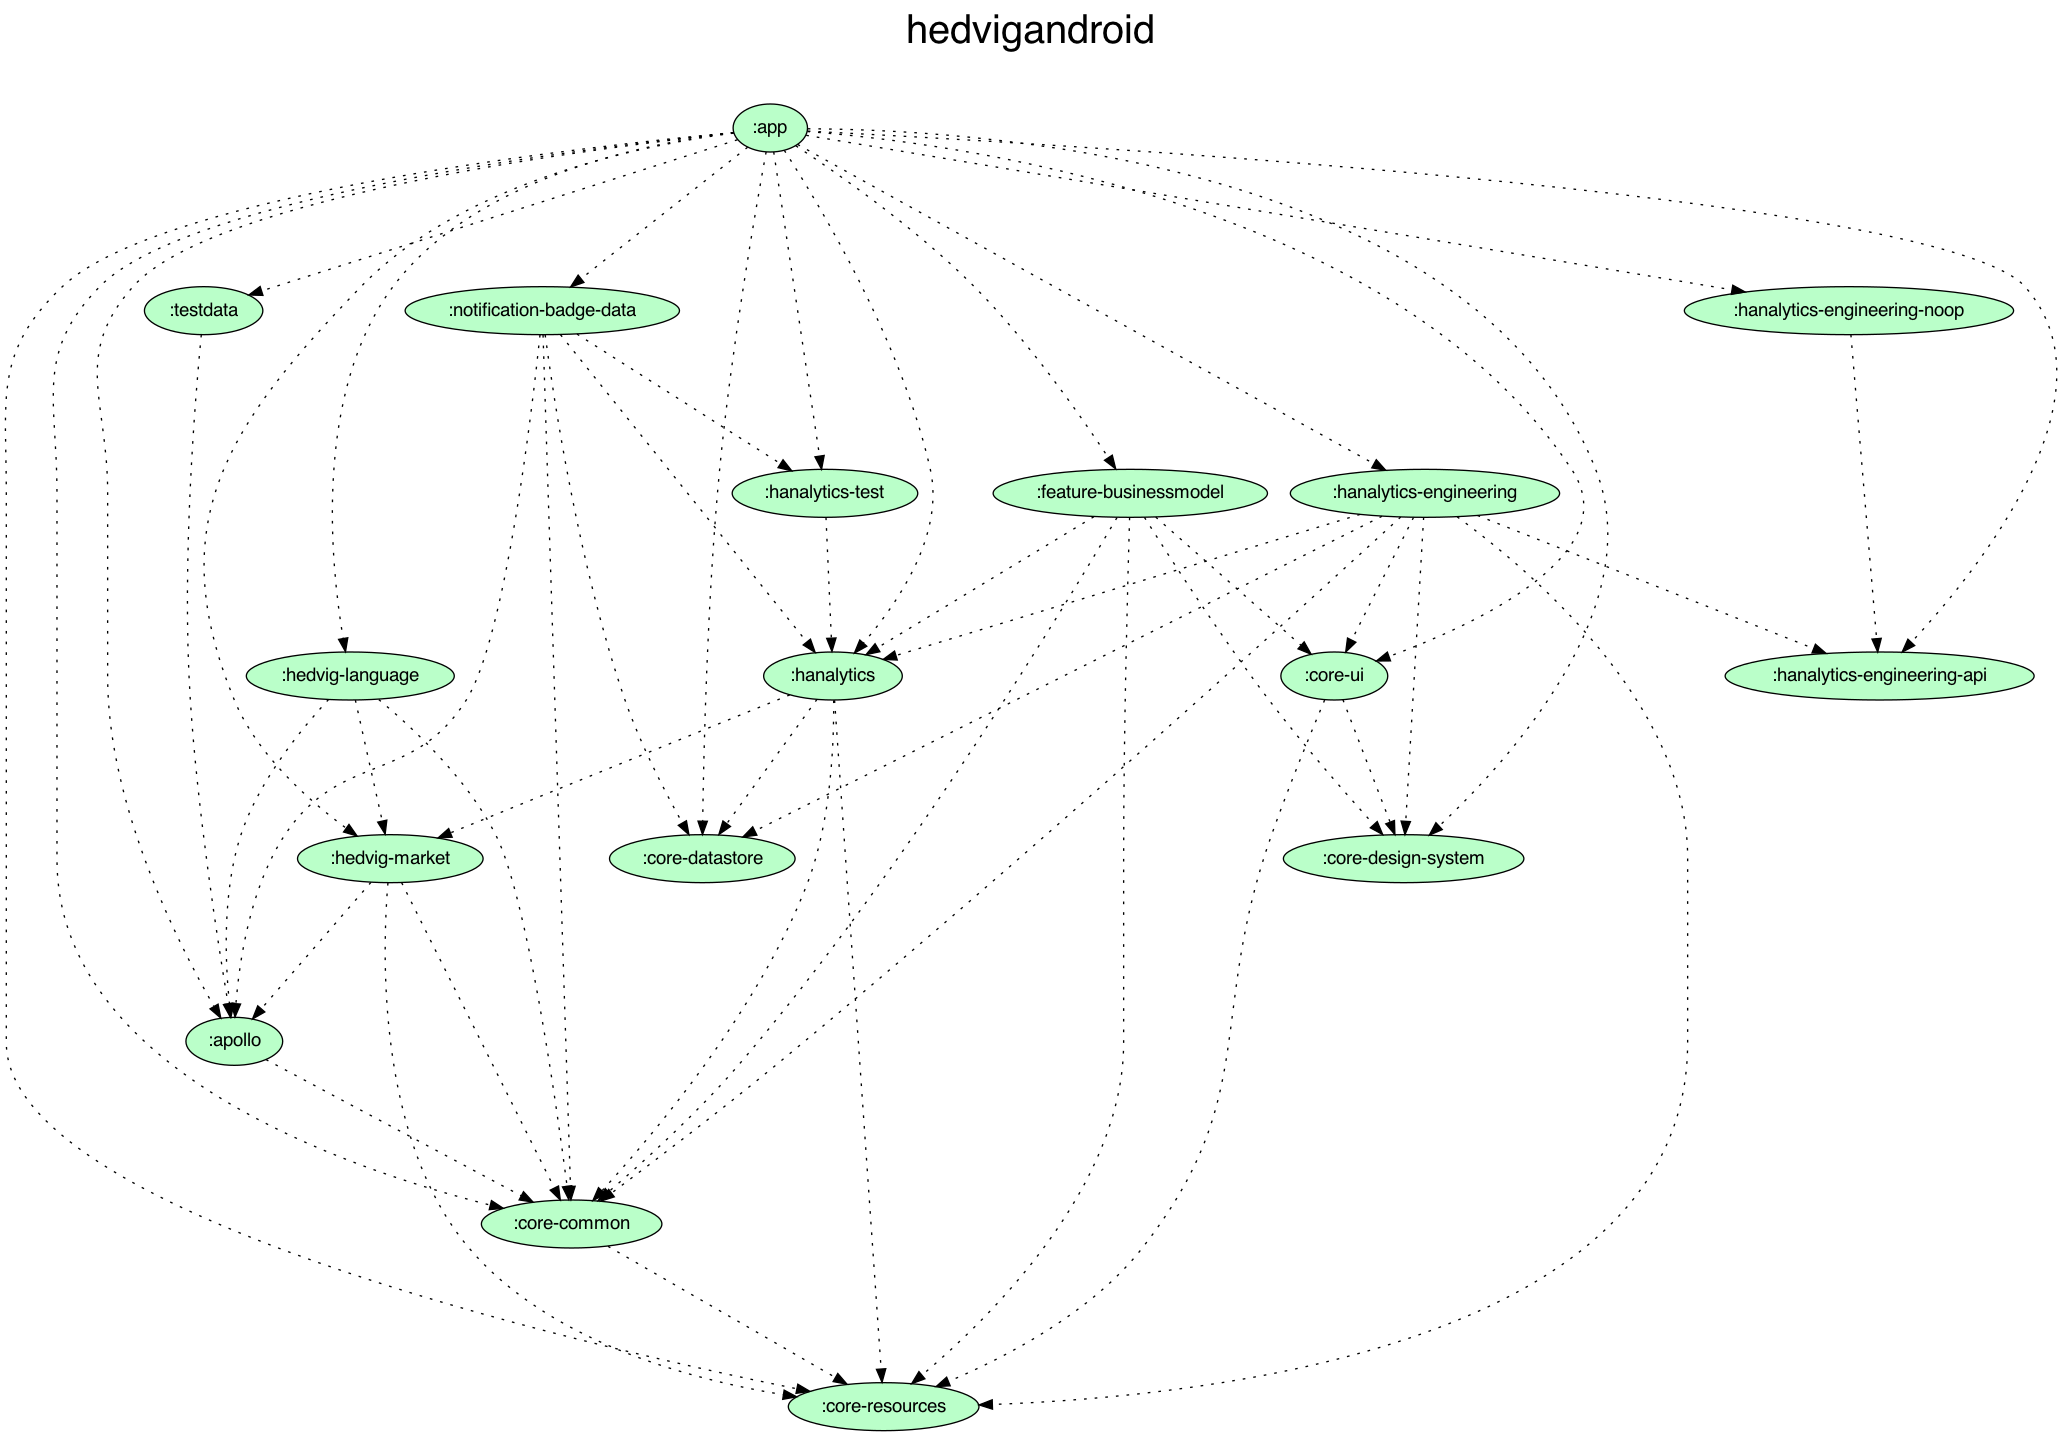 hedvigandroid
:app
:testdata
:notification-badge-data
:hanalytics-engineering-noop
:hanalytics-test
:feature-businessmodel
:hanalytics-engineering
:hedvig-language
:hanalytics
:core-ui
:hanalytics-engineering-api
:hedvig-market
:core-datastore
:core-design-system
:apollo
:core-common
:core-resources